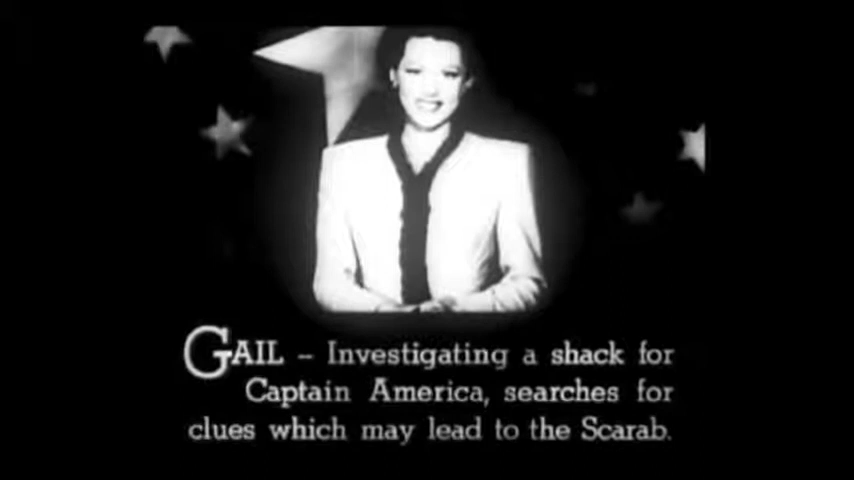 GAIL – Investigating a shack for
Captain America, searches for
clues which may lead to the Scarab.